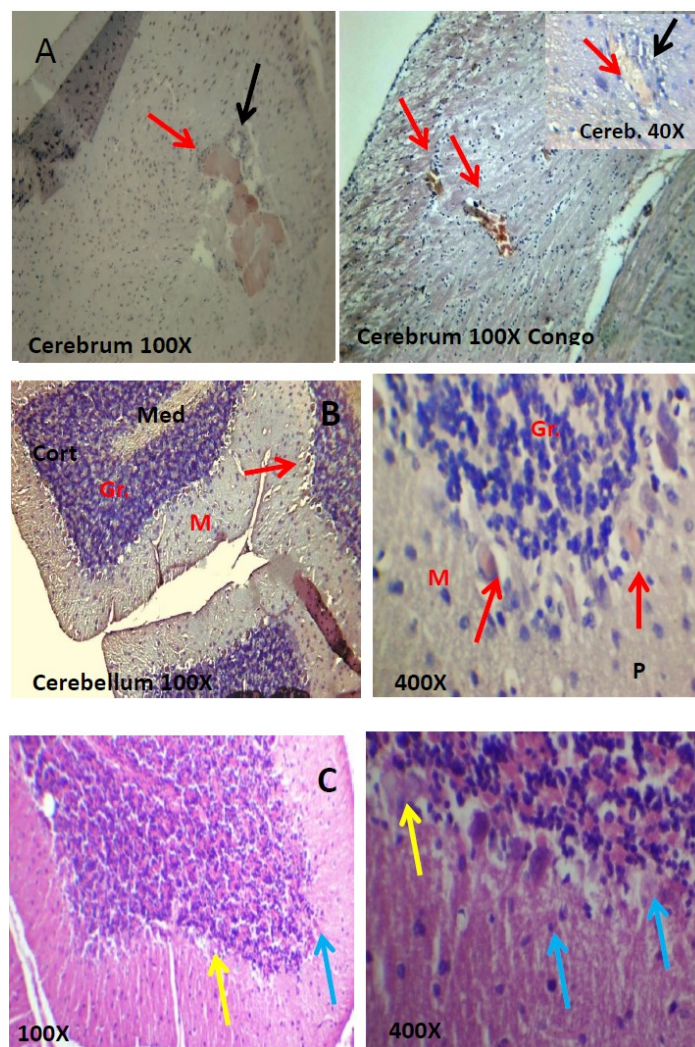 A
Cerebrum 100X
Cereb. 40X
Cerebrum 100X Congo
B
Med
Cort
Gr.
M
Cerebellum 100X
Gr.
M
P
400X
C
100X
400X